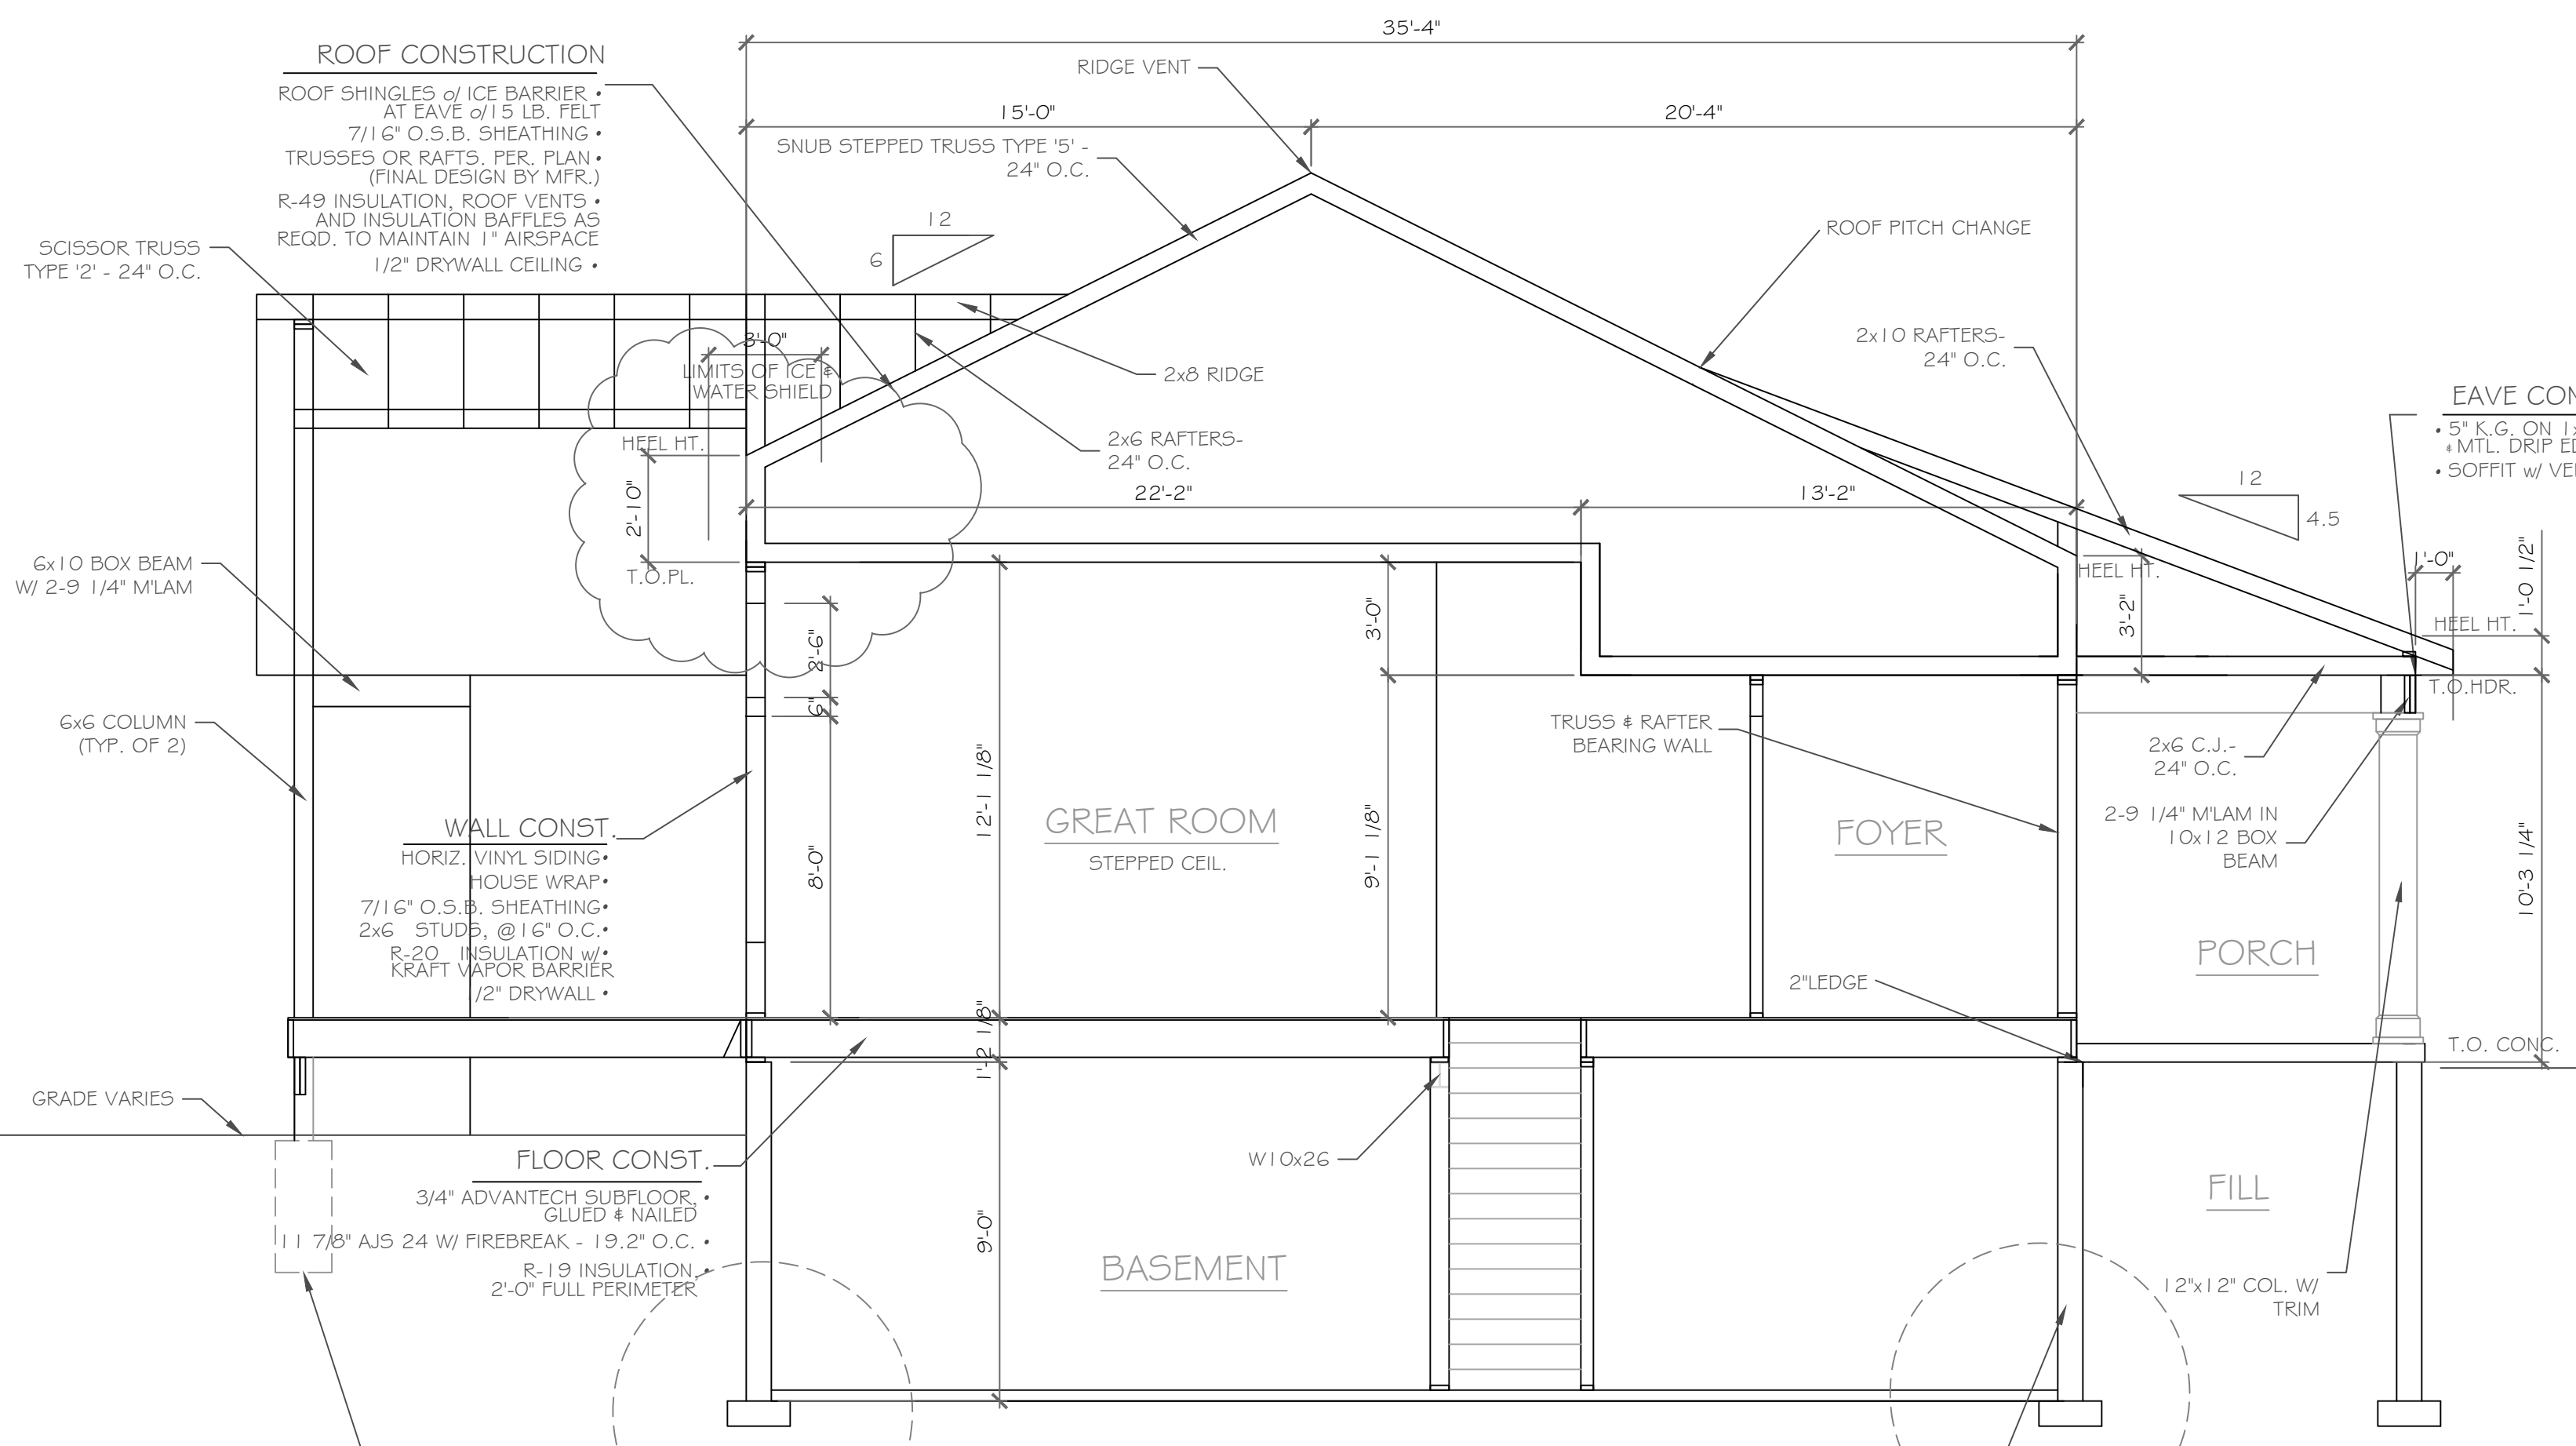 35'-4"
RIDGE VENT
15'-0"
20'-4"
ROOF CONSTRUCTION
ROOF SHINGLES o/ ICE BARRIER •
AT EAVE o/15 LB. FELT
7/16" O.S.B. SHEATHING •
TRUSSES OR RAFTS. PER. PLAN •
(FINAL DESIGN BY MFR.)
R-49 INSULATION, ROOF VENTS •
AND INSULATION BAFFLES AS
REQD. TO MAINTAIN 1" AIRSPACE
1/2" DRYWALL CEILING •
SNUB STEPPED TRUSS TYPE '5' -
24" O.C.
12
6
SCISSOR TRUSS
TYPE '2' - 24" O.C.
ROOF PITCH CHANGE
3'-0"
LIMITS OF ICE &
WATER SHIELD
2x8 RIDGE
2x10 RAFTERS-
24" O.C.
EAVE CON
• 5" K.G. ON 1x
& MTL. DRIP ED
• SOFFIT w/ VE
HEEL HT.
2'-10"
T.O.PL.
2x6 RAFTERS-
24" O.C.
22'-2"
13'-2"
12
4.5
6x10 BOX BEAM
W/ 2-9 1/4" M'LAM
HEEL HT.
3'-2"
1'-0"
1'-0 1/2"
HEEL HT.
T.O.HDR.
2'-6"
6"
3'-0"
6x6 COLUMN
(TYP. OF 2)
TRUSS & RAFTER
BEARING WALL
2x6 C.J.-
24" O.C.
12'-1 1/8"
9'-1 1/8"
8'-0"
10'-3 1/4"
GREAT ROOM
STEPPED CEIL.
FOYER
2-9 1/4" M'LAM IN
10x12 BOX
BEAM
WALL CONST.
HORIZ. VINYL SIDING•
HOUSE WRAP•
7/16" O.S.B. SHEATHING•
2x6 STUDS, @16" O.C.•
R-20 INSULATION w/•
KRAFT VAPOR BARRIER
1/2" DRYWALL •
PORCH
2"LEDGE
1'-2 1/8"
T.O. CONC.
GRADE VARIES
FLOOR CONST.
3/4" ADVANTECH SUBFLOOR, •
GLUED & NAILED
11 7/8" AJS 24 W/ FIREBREAK - 19.2" O.C. •
R-19 INSULATION, •
2'-0" FULL PERIMETER
W10x26
9'-0"
BASEMENT
FILL
12"x12" COL. W/
TRIM